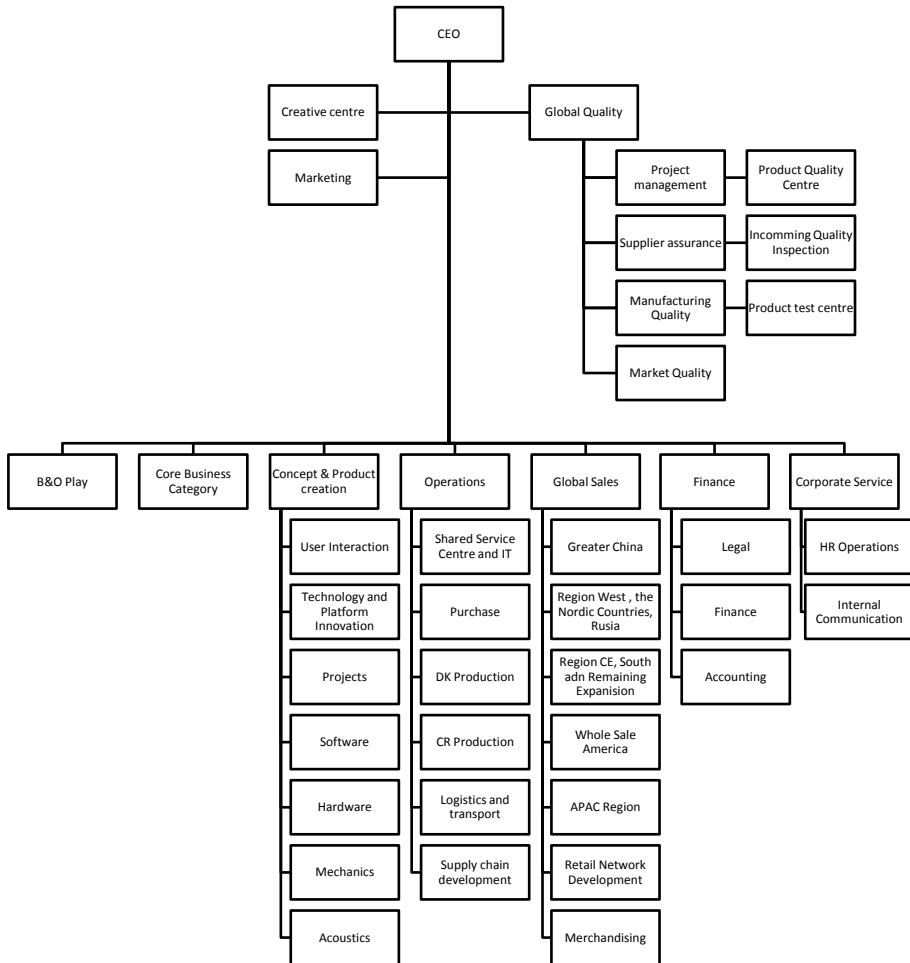 CEO
Creative centre
Global Quality
Marketing
Project
management
Product Quality
Centre
Supplier assurance
Incomming Quality
Inspection
Manufacturing
Quality
Product test centre
Market Quality
B&O Play
Core Business
Category
Concept & Product
creation
Operations
Global Sales
Finance
Corporate Service
User Interaction
Technology and
Platform
Innovation
Projects
Software
Hardware
Mechanics
Acoustics
Shared Service
Centre and IT
Purchase
DK Production
CR Production
Logistics and
transport
Supply chain
development
Greater China
Region West , the
Nordic Countries,
Rusia
Region CE, South
adn Remaining
Expanision
Whole Sale
America
APAC Region
Retail Network
Development
Merchandising
Legal
Finance
Accounting
HR Operations
Internal
Communication